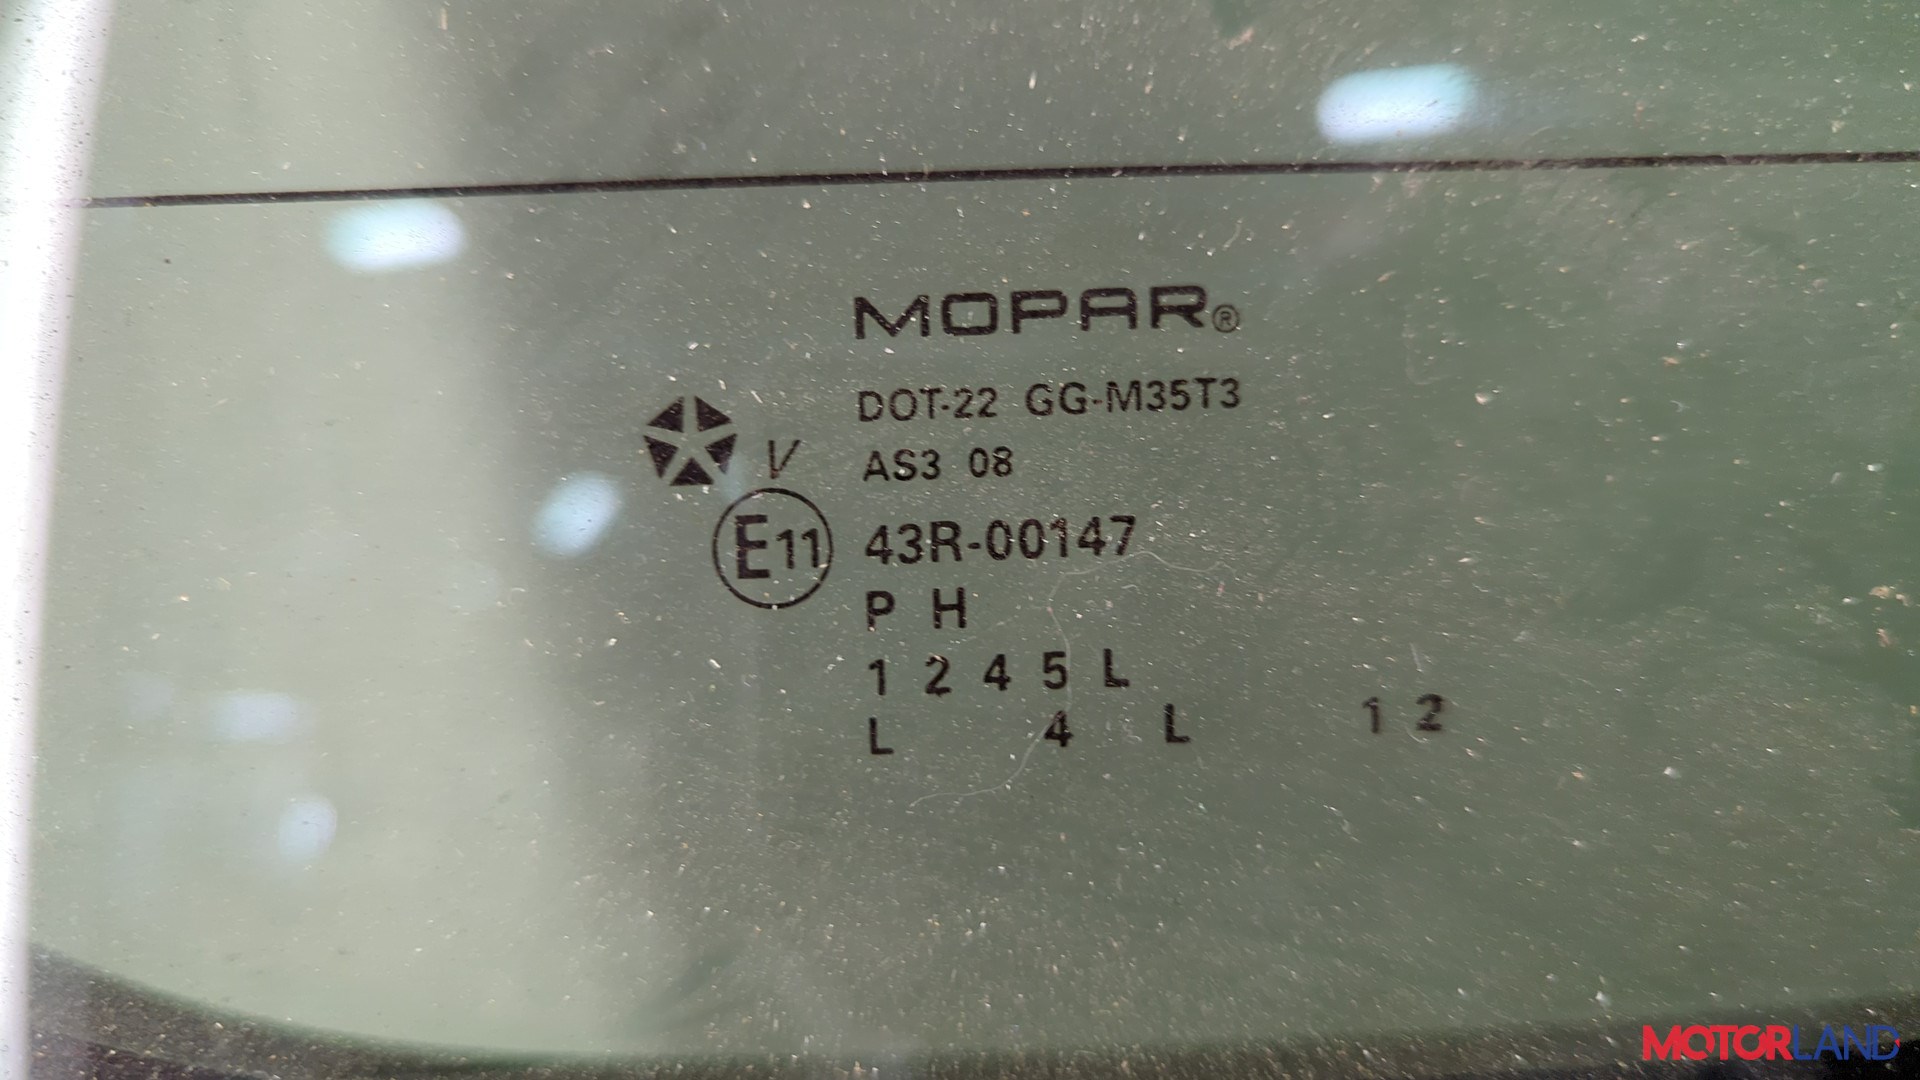 MOPAR®
DOT-22 GG-M35T3
V AS3 08
E11 43R-00147
P H
1 2 4 5 L
L 4 L 1 2
MOTORLAND